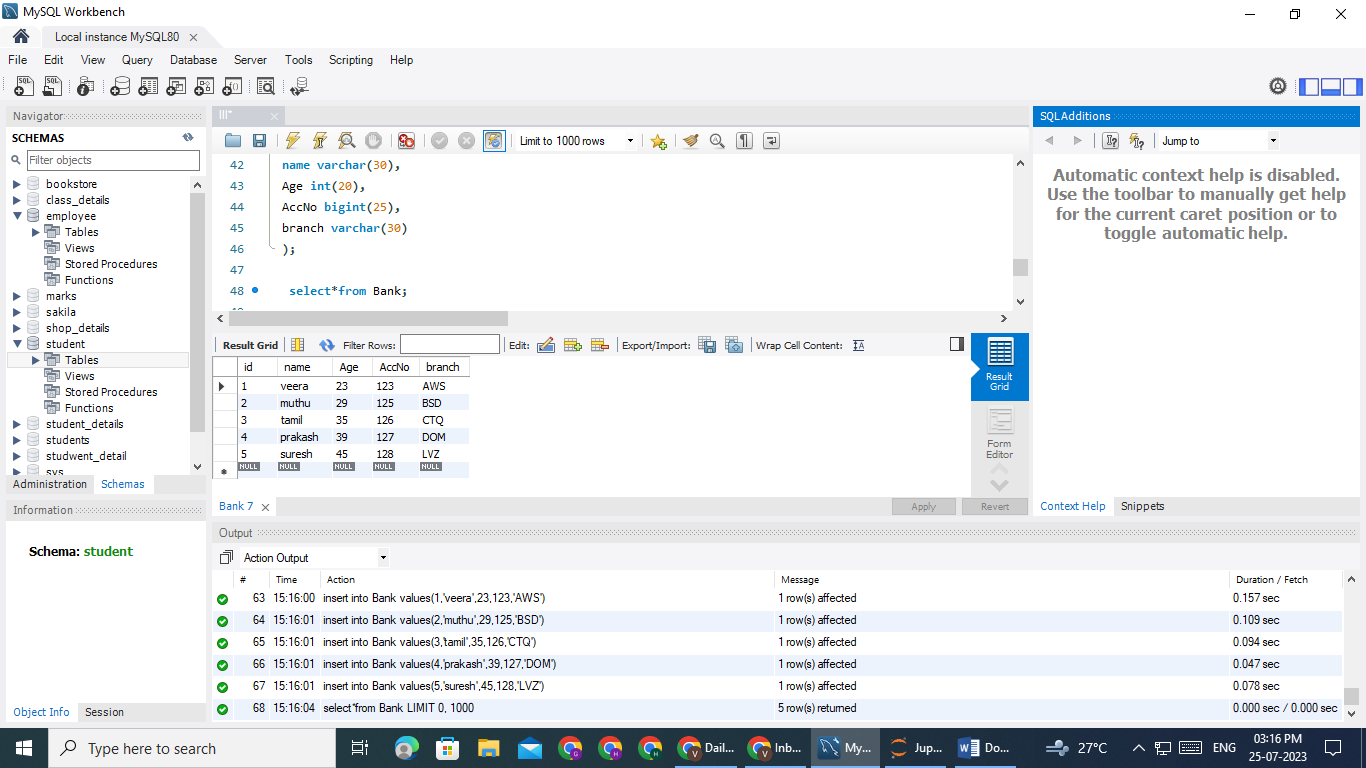 MySQL Workbench
Local instance MySQL80
File Edit View Query Database Server Tools Scripting Help
Navigator
SCHEMAS
Filter objects
bookstore
class_details
employee
Tables
Views
Stored Procedures
Functions
marks
sakila
shop_details
student
Tables
Views
Stored Procedures
Functions
student_details
students
studwent_detail
sys
Administration Schemas
Information
Schema: student
Object Info Session
lll*
Limit to 1000 rows
42 name varchar(30),
43 Age int(20),
44 AccNo bigint(25),
45 branch varchar(30)
46 );
47
48 select*from Bank;
Result Grid Filter Rows: Edit: Export/Import: Wrap Cell Content:
id name Age AccNo branch
1 veera 23 123 AWS
2 muthu 29 125 BSD
3 tamil 35 126 CTQ
4 prakash 39 127 DOM
5 suresh 45 128 LVZ
NULL NULL NULL NULL NULL
Result
Grid
Form
Editor
Bank 7
Apply Revert
SQLAdditions
Jump to
Automatic context help is disabled.
Use the toolbar to manually get help
for the current caret position or to
toggle automatic help.
Context Help Snippets
Output
Action Output
# Time Action Message Duration / Fetch
63 15:16:00 insert into Bank values(1,'veera',23,123,'AWS') 1 row(s) affected 0.157 sec
64 15:16:01 insert into Bank values(2,'muthu',29,125,'BSD') 1 row(s) affected 0.109 sec
65 15:16:01 insert into Bank values(3,'tamil',35,126,'CTQ') 1 row(s) affected 0.094 sec
66 15:16:01 insert into Bank values(4,'prakash',39,127,'DOM') 1 row(s) affected 0.047 sec
67 15:16:01 insert into Bank values(5,'suresh',45,128,'LVZ') 1 row(s) affected 0.078 sec
68 15:16:04 select*from Bank LIMIT 0, 1000 5 row(s) returned 0.000 sec / 0.000 sec
Type here to search
Dail... Inb... My... Jup... Do...
27°C ENG 03:16 PM
25-07-2023